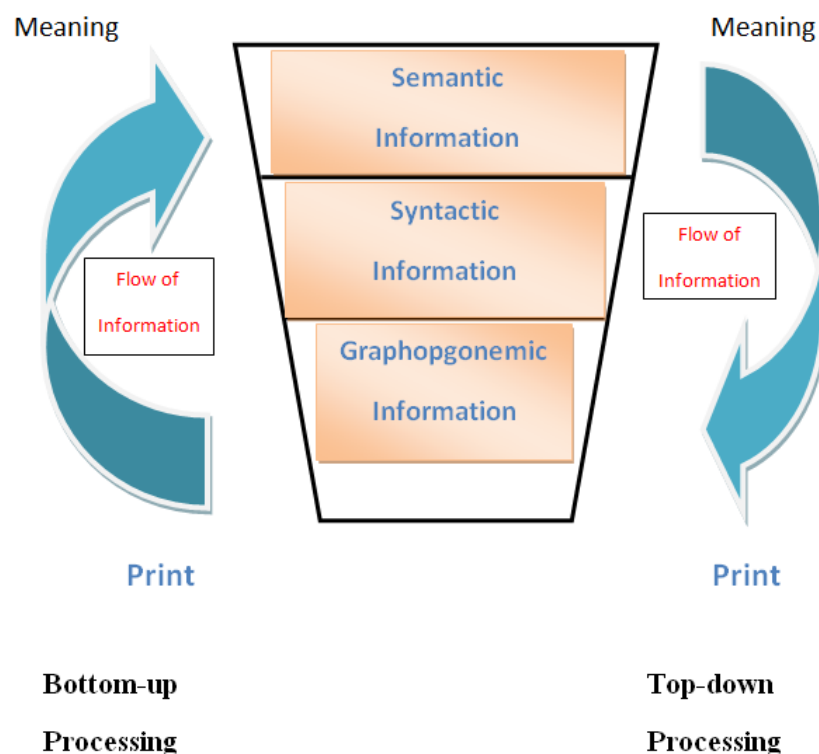 Meaning
Meaning
Semantic
Information
Syntactic
Information
Flow of
Information
Flow of
Information
Graphopgonemic
Information
Print
Print
Bottom-up
Processing
Top-down
Processing